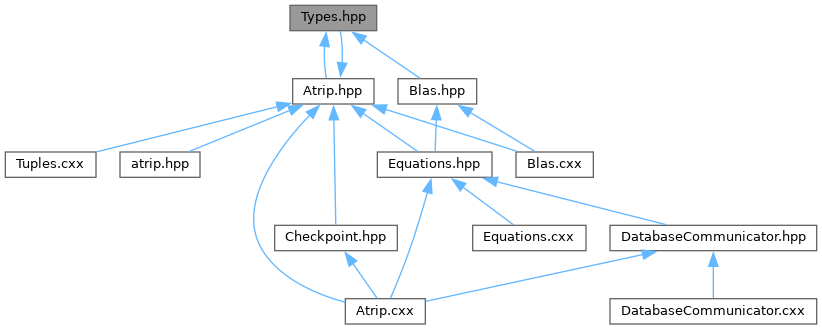 Types.hpp
Atrip.hpp
Blas.hpp
Tuples.cxx
atrip.hpp
Equations.hpp
Blas.cxx
Checkpoint.hpp
Equations.cxx
DatabaseCommunicator.hpp
Atrip.cxx
DatabaseCommunicator.cxx